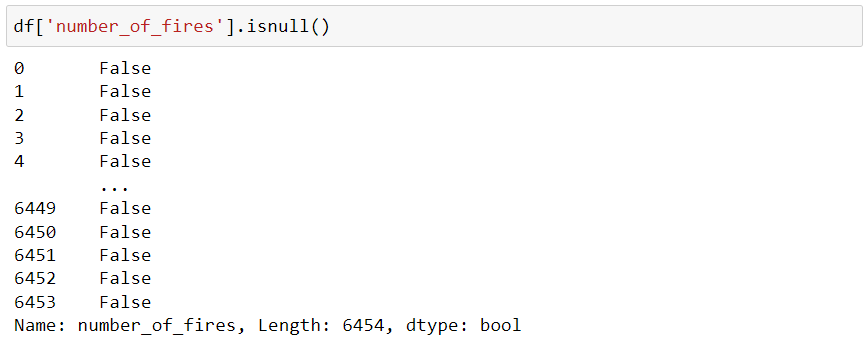 df['number_of_fires'].isnull()
0       False
1       False
2       False
3       False
4       False
        ...
6449    False
6450    False
6451    False
6452    False
6453    False
Name: number_of_fires, Length: 6454, dtype: bool